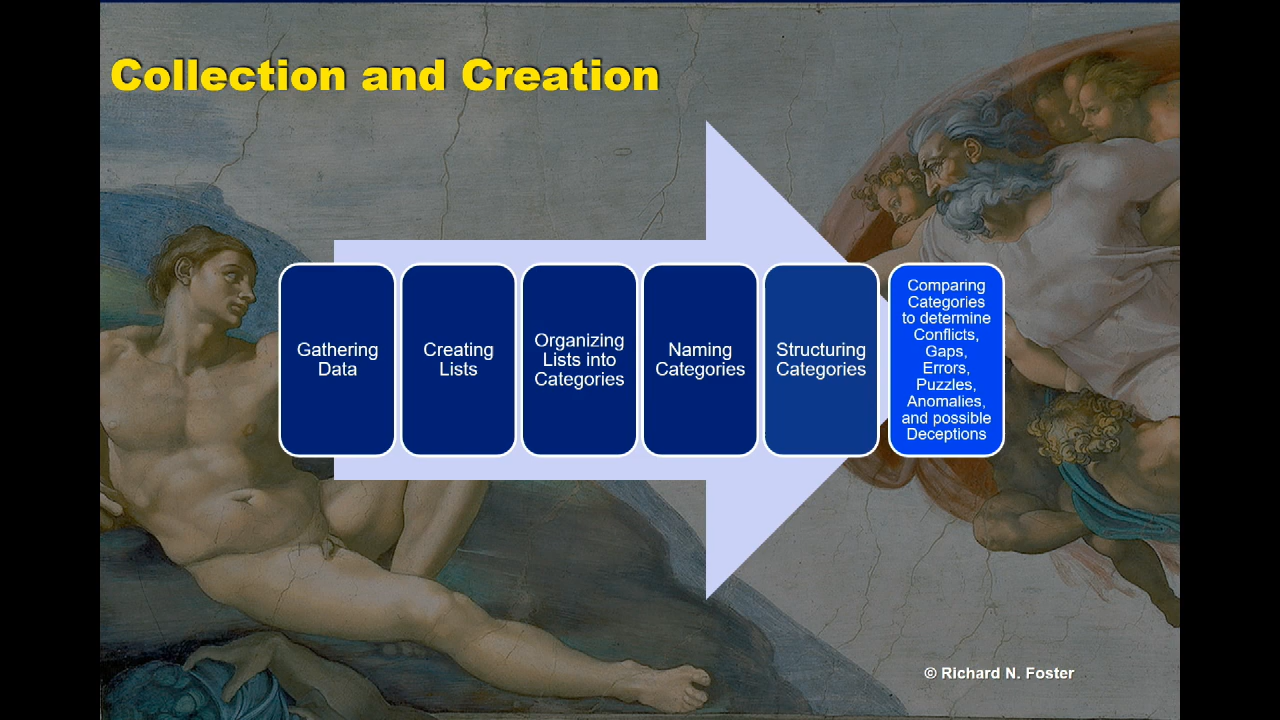 Collection and Creation
Gathering
Data
Creating
Lists
Organizing
Lists into
Categories
Naming
Categories
Structuring
Categories
Comparing
Categories
to determine
Conflicts,
Gaps,
Errors,
Puzzles,
Anomalies,
and possible
Deceptions
© Richard N. Foster